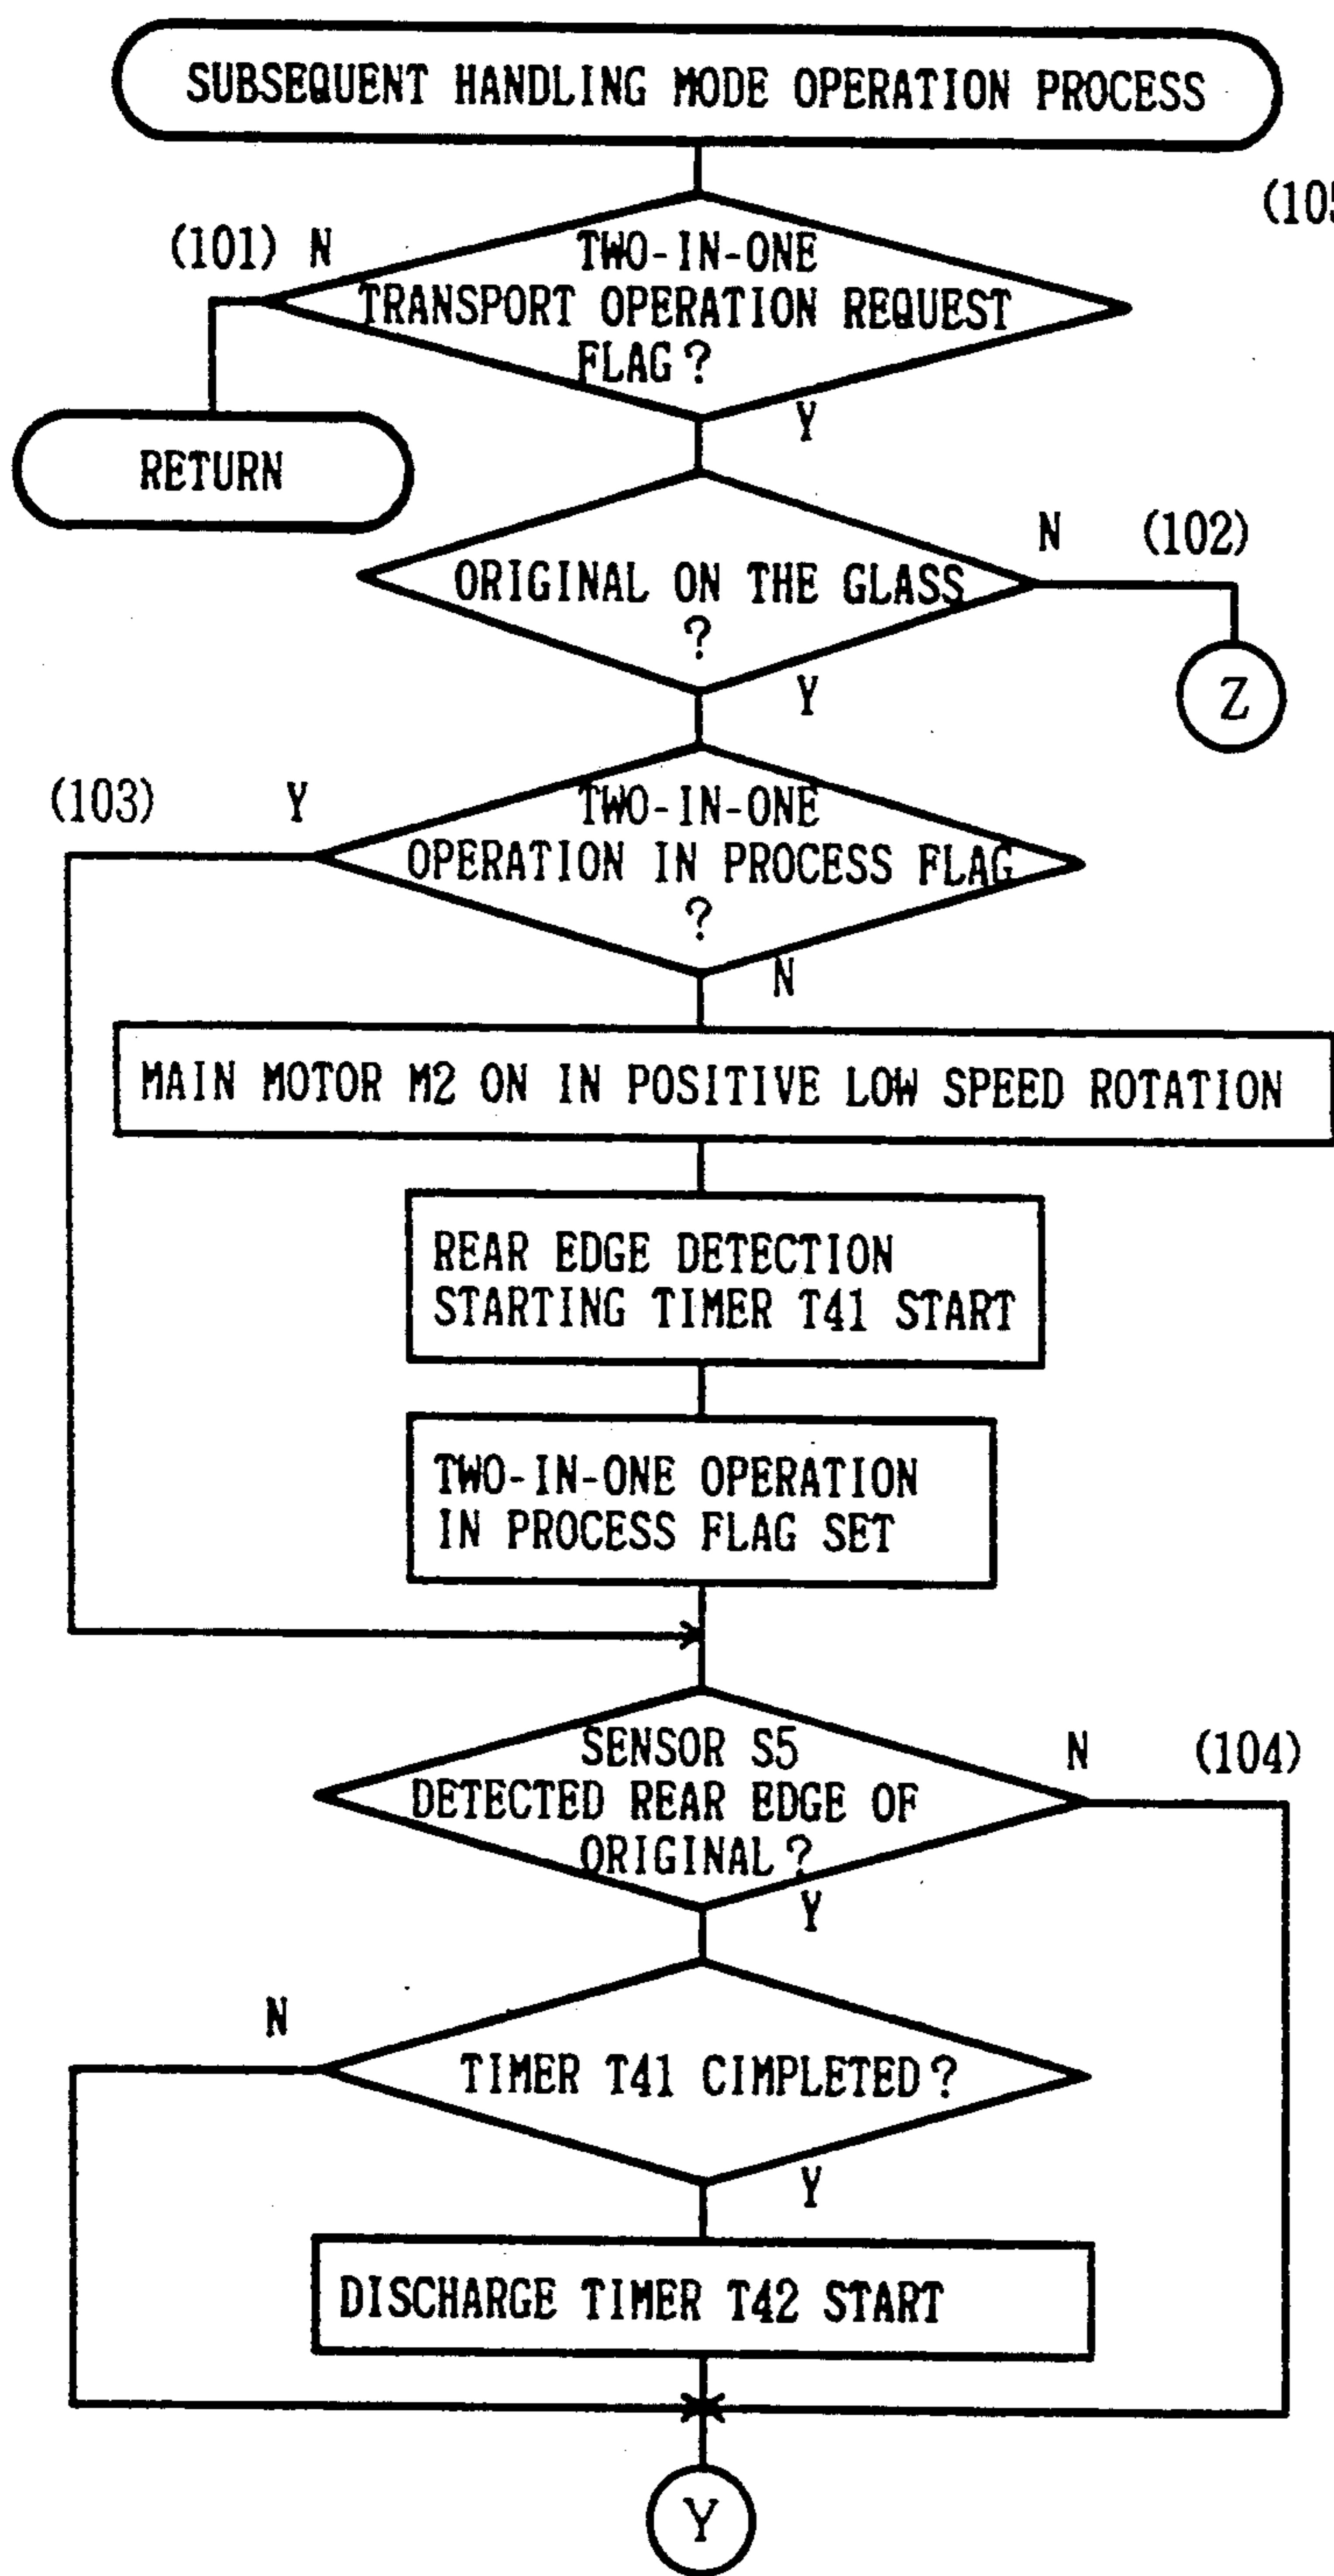 SUBSEQUENT HANDLING MODE OPERATION PROCESS
(105
(101) N
TWO-IN-ONE
TRANSPORT OPERATION REQUEST
FLAG?
Y
RETURN
N (102)
ORIGINAL ON THE GLASS
?
Y
Z
(103) Y
TWO-IN-ONE
OPERATION IN PROCESS FLAG
?
N
MAIN MOTOR M2 ON IN POSITIVE LOW SPEED ROTATION
REAR EDGE DETECTION
STARTING TIMER T41 START
TWO-IN-ONE OPERATION
IN PROCESS FLAG SET
SENSOR S5
N (104)
DETECTED REAR EDGE OF
ORIGINAL?
Y
N
TIMER T41 CIMPLETED?
Y
DISCHARGE TIMER T42 START
Y